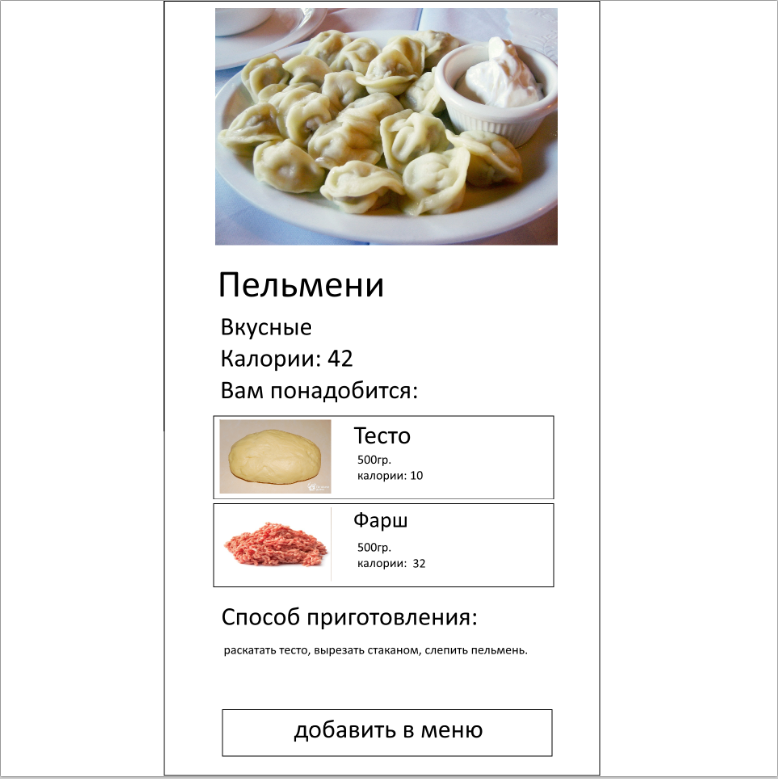 Пельмени
Вкусные
Калории: 42
Вам понадобится:
Тесто
500гр.
калории: 10
Фарш
500гр.
калории: 32
Способ приготовления:
раскатать тесто, вырезать стаканом, слепить пельмень.
добавить в меню